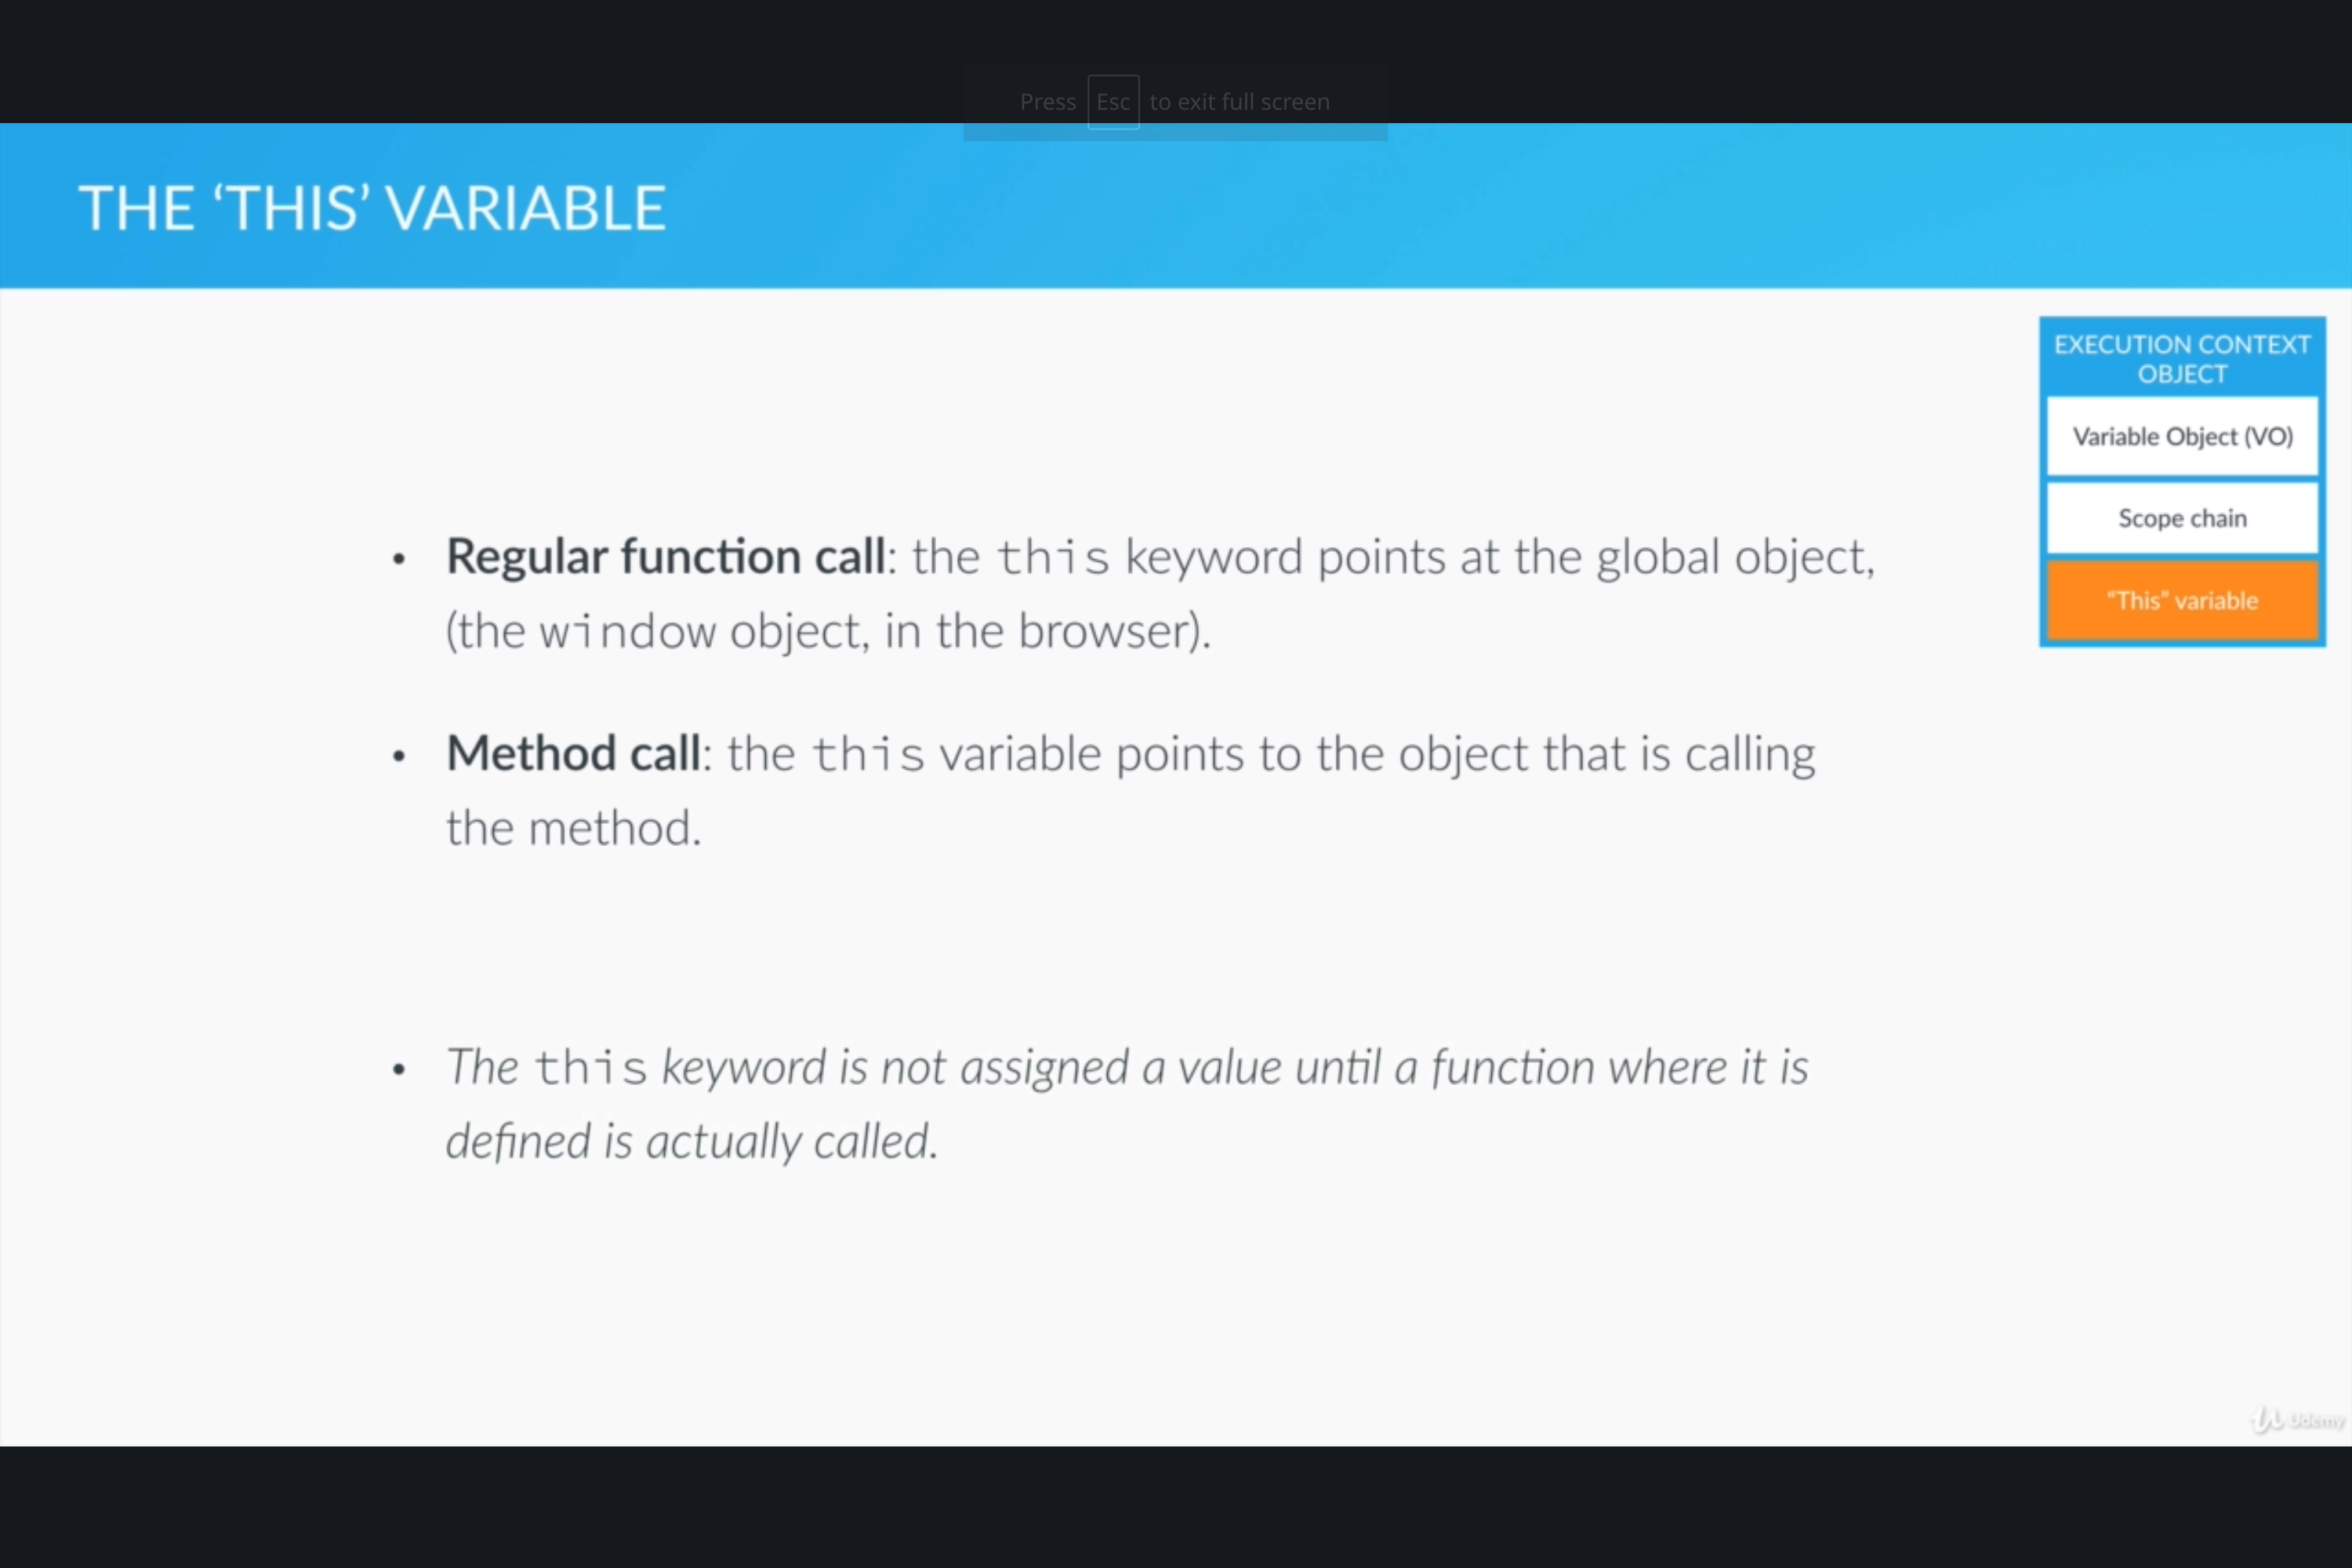 Press Esc to exit full screen
THE ‘THIS’ VARIABLE
EXECUTION CONTEXT
OBJECT
Variable Object (VO)
Scope chain
“This” variable
• Regular function call: the this keyword points at the global object,
(the window object, in the browser).
• Method call: the this variable points to the object that is calling
the method.
• The this keyword is not assigned a value until a function where it is
defined is actually called.
Udemy